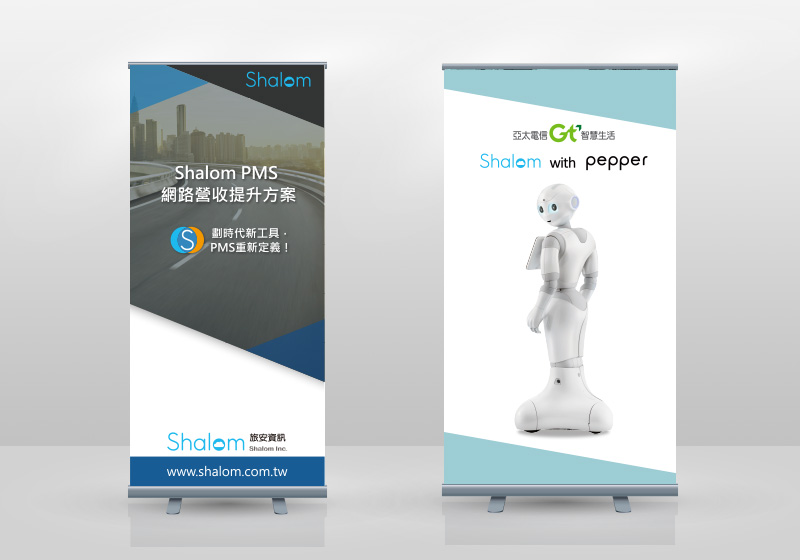 Shalom
Shalom PMS
網路營收提升方案
S
劃時代新工具，
PMS重新定義！
Shalom 旅安資訊
Shalom Inc.
www.shalom.com.tw
亞太電信 Gt 智慧生活
Shalom with pepper